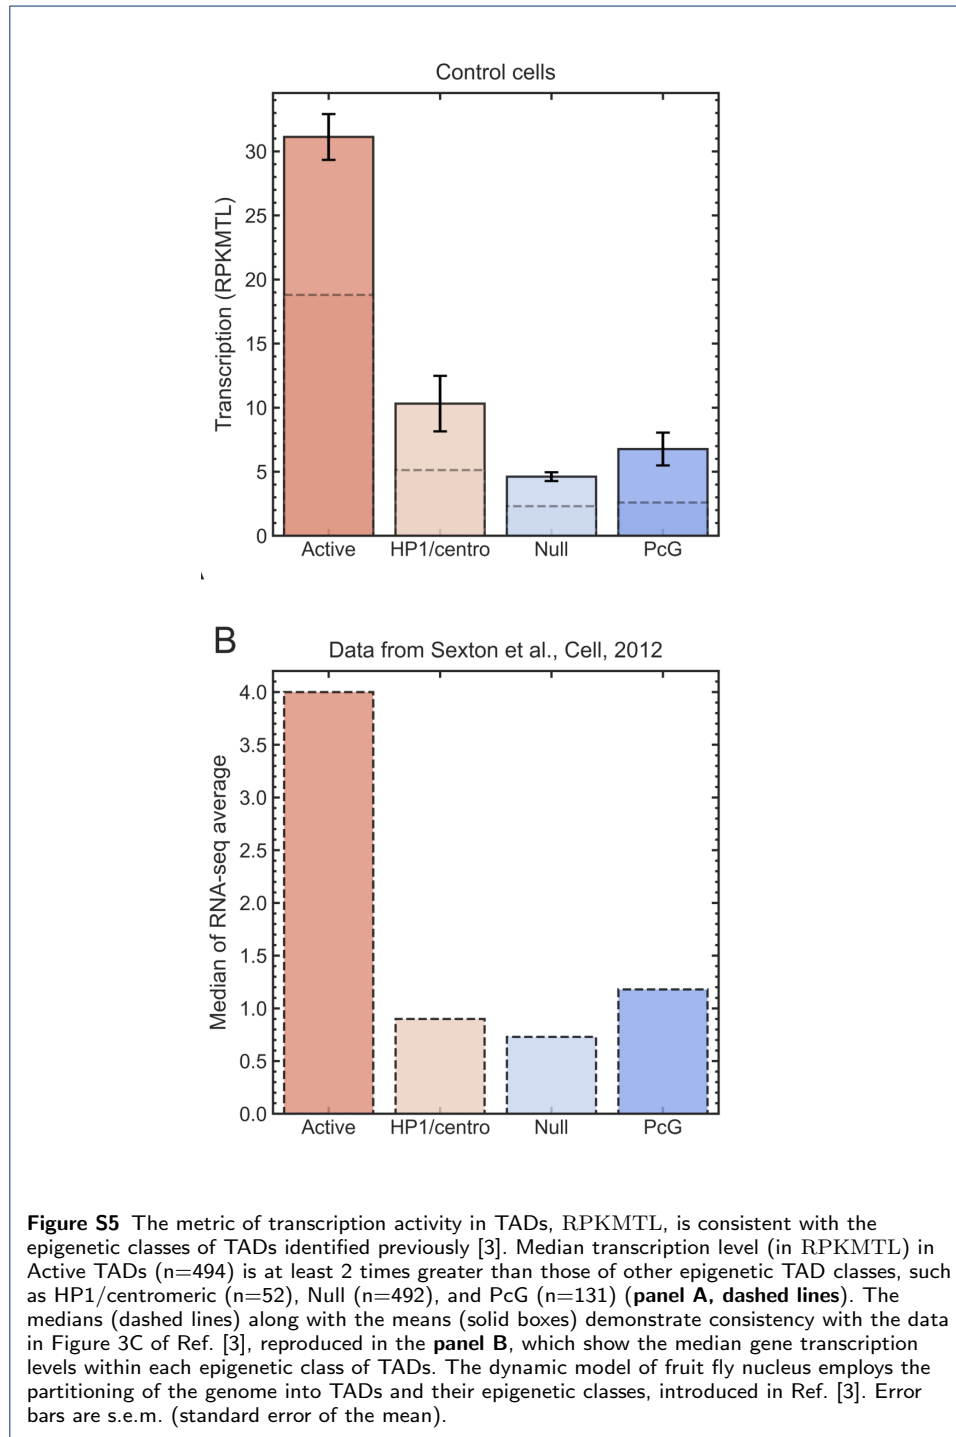 Control cells
Transcription (RPKMTL)
30
25
20
15
10
5
0
Active HP1/centro Null PcG
B
Data from Sexton et al., Cell, 2012
Median of RNA-seq average
4.0
3.5
3.0
2.5
2.0
1.5
1.0
0.5
0.0
Active HP1/centro Null PcG
Figure S5 The metric of transcription activity in TADs, RPKMTL, is consistent with the
epigenetic classes of TADs identified previously [3]. Median transcription level (in RPKMTL) in
Active TADs (n=494) is at least 2 times greater than those of other epigenetic TAD classes, such
as HP1/centromeric (n=52), Null (n=492), and PcG (n=131) (panel A, dashed lines). The
medians (dashed lines) along with the means (solid boxes) demonstrate consistency with the data
in Figure 3C of Ref. [3], reproduced in the panel B, which show the median gene transcription
levels within each epigenetic class of TADs. The dynamic model of fruit fly nucleus employs the
partitioning of the genome into TADs and their epigenetic classes, introduced in Ref. [3]. Error
bars are s.e.m. (standard error of the mean).